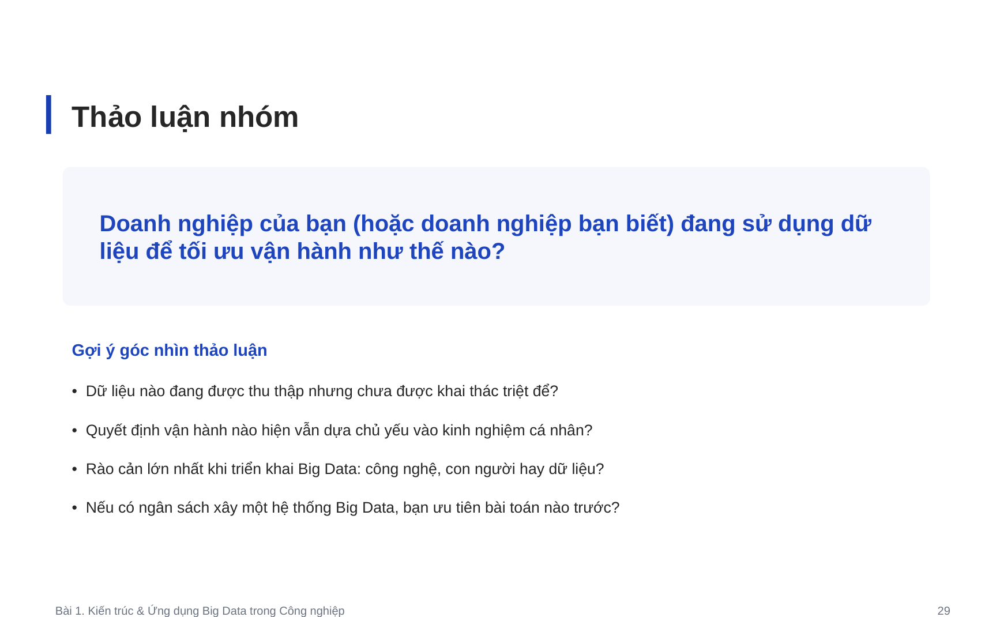 Thảo luận nhóm
Doanh nghiệp của bạn (hoặc doanh nghiệp bạn biết) đang sử dụng dữ
liệu để tối ưu vận hành như thế nào?
Gợi ý góc nhìn thảo luận
• Dữ liệu nào đang được thu thập nhưng chưa được khai thác triệt để?
• Quyết định vận hành nào hiện vẫn dựa chủ yếu vào kinh nghiệm cá nhân?
• Rào cản lớn nhất khi triển khai Big Data: công nghệ, con người hay dữ liệu?
• Nếu có ngân sách xây một hệ thống Big Data, bạn ưu tiên bài toán nào trước?
Bài 1. Kiến trúc & Ứng dụng Big Data trong Công nghiệp
29